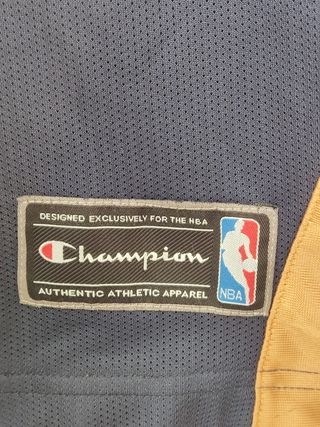 DESIGNED EXCLUSIVELY FOR THE NBA
Champion
AUTHENTIC ATHLETIC APPAREL
NBA